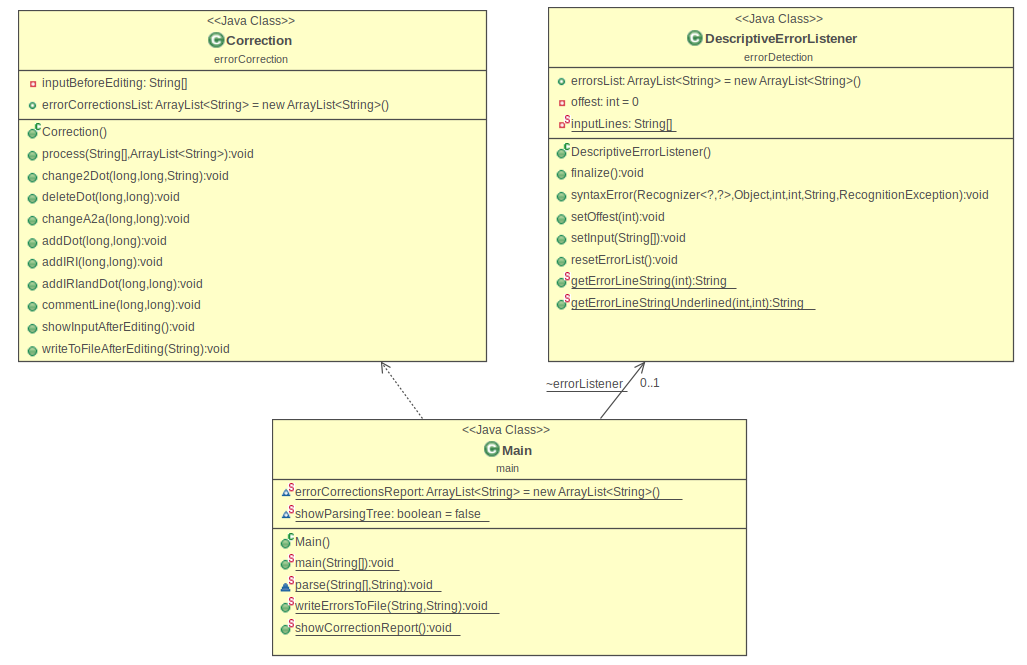 <<Java Class>>
Correction
errorCorrection
inputBeforeEditing: String[]
errorCorrectionsList: ArrayList<String> = new ArrayList<String>()
Correction()
process(String[],ArrayList<String>):void
change2Dot(long,long,String):void
deleteDot(long,long):void
changeA2a(long,long):void
addDot(long,long):void
addIRI(long,long):void
addIRIandDot(long,long):void
commentLine(long,long):void
showInputAfterEditing():void
writeToFileAfterEditing(String):void
<<Java Class>>
DescriptiveErrorListener
errorDetection
errorsList: ArrayList<String> = new ArrayList<String>()
offest: int = 0
inputLines: String[]
DescriptiveErrorListener()
finalize():void
syntaxError(Recognizer<?,?>,Object,int,int,String,RecognitionException):void
setOffest(int):void
setInput(String[]):void
resetErrorList():void
getErrorLineString(int):String
getErrorLineStringUnderlined(int,int):String
~errorListener 0..1
<<Java Class>>
Main
main
errorCorrectionsReport: ArrayList<String> = new ArrayList<String>()
showParsingTree: boolean = false
Main()
main(String[]):void
parse(String[],String):void
writeErrorsToFile(String,String):void
showCorrectionReport():void